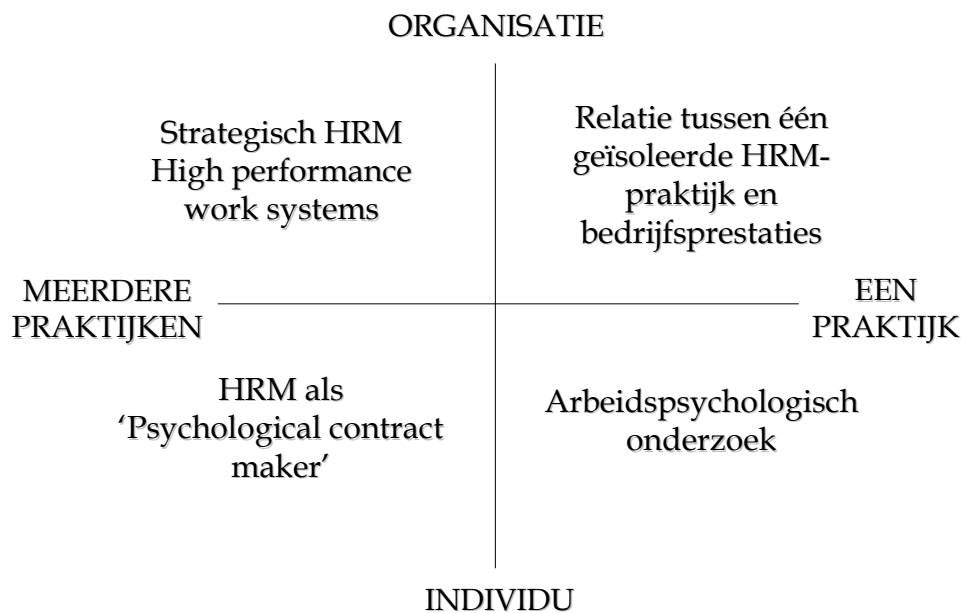 ORGANISATIE
Strategisch HRM
High performance
work systems
Relatie tussen één
geïsoleerde HRM-
praktijk en
bedrijfsprestaties
MEERDERE
PRAKTIJKEN
EEN
PRAKTIJK
HRM als
‘Psychological contract
maker’
Arbeidspsychologisch
onderzoek
INDIVIDU